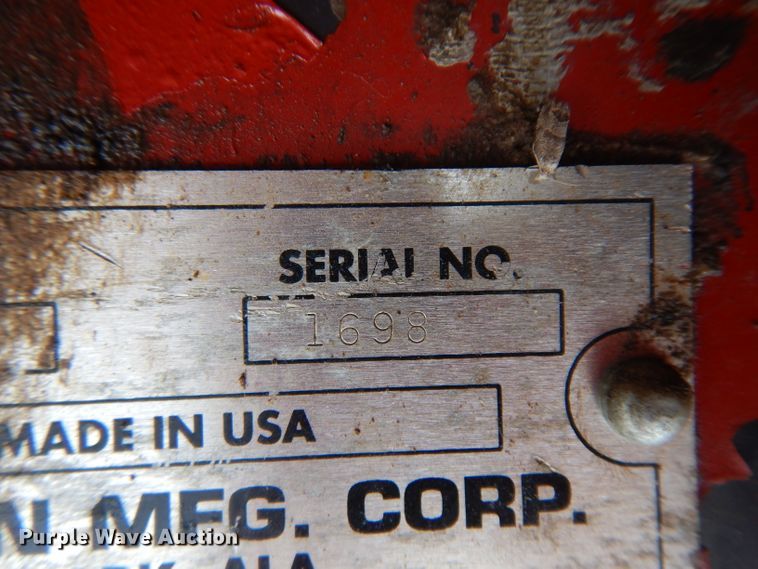 SERIAL NO.
1698
MADE IN USA
MFG. CORP.
Purple Wave Auction